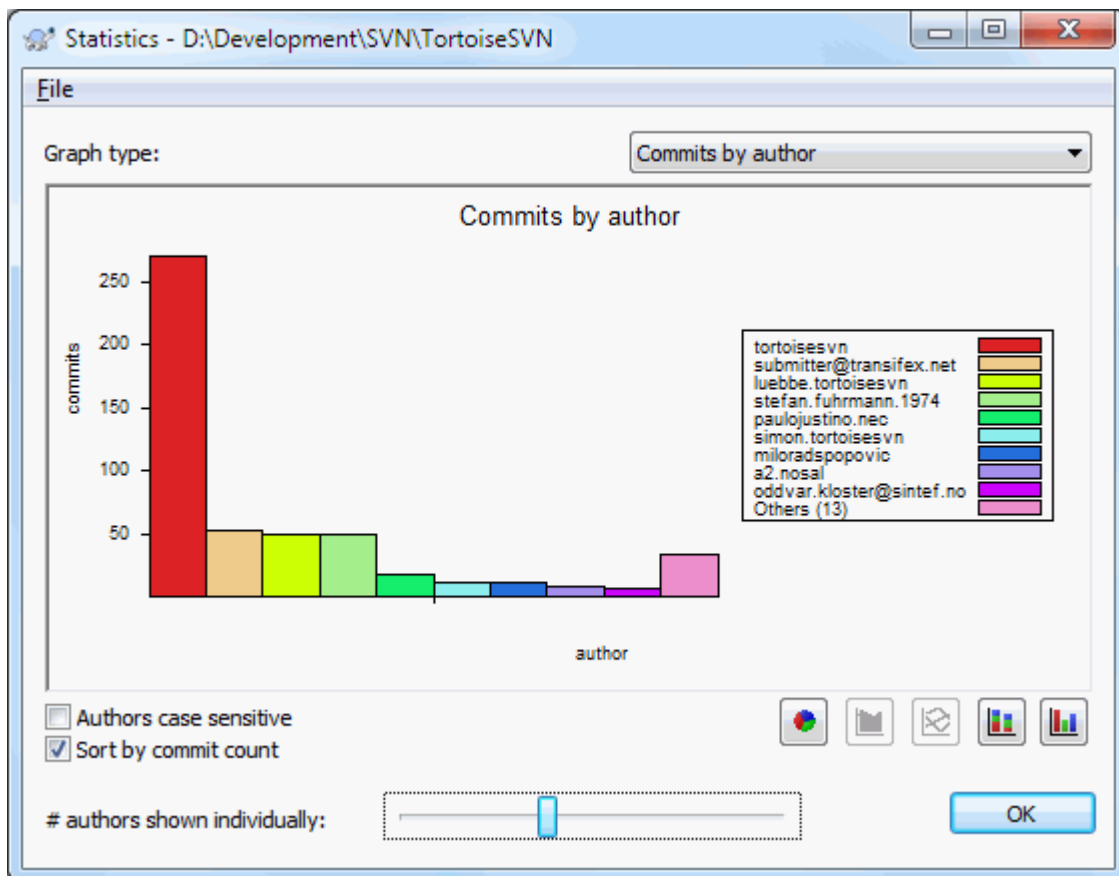 Statistics - D:\Development\SVN\TortoiseSVN
File
Graph type:
Commits by author
Commits by author
250
200
150
100
50
commits
author
tortoisesvn
submitter@transifex.net
luebbe.tortoisesvn
stefan.fuhrmann.1974
paulojustino.nec
simon.tortoisesvn
miloradspopovic
a2.nosal
oddvar.kloster@sintef.no
Others (13)
Authors case sensitive
Sort by commit count
# authors shown individually:
OK